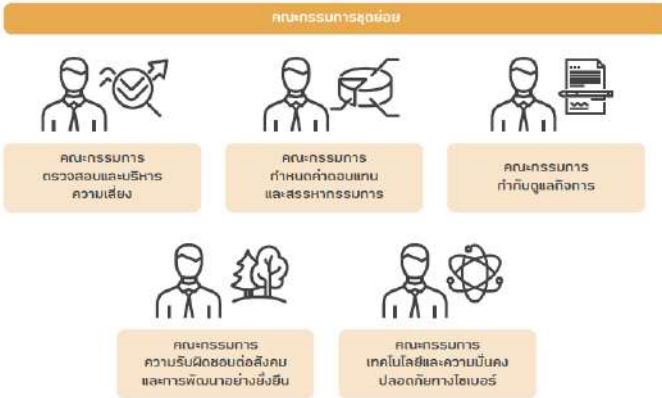 คณะกรรมการชุดย่อย
คณะกรรมการ
ตรวจสอบและบริหาร
ความเสี่ยง
คณะกรรมการ
กำหนดค่าตอบแทน
และสรรหากรรมการ
คณะกรรมการ
กำกับดูแลกิจการ
คณะกรรมการ
ความรับผิดชอบต่อสังคม
และการพัฒนาอย่างยั่งยืน
คณะกรรมการ
เทคโนโลยีและความมั่นคง
ปลอดภัยทางไซเบอร์